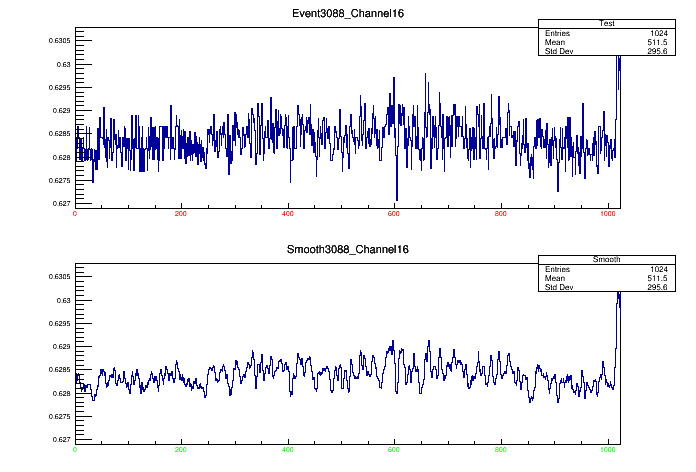 Event3088_Channel16
Test
Entries 1024
Mean 511.5
Std Dev 295.6
0.6305
0.63
0.6295
0.629
0.6285
0.628
0.6275
0.627
0 200 400 600 800 1000
Smooth3088_Channel16
Smooth
Entries 1024
Mean 511.5
Std Dev 295.6
0.6305
0.63
0.6295
0.629
0.6285
0.628
0.6275
0.627
0 200 400 600 800 1000